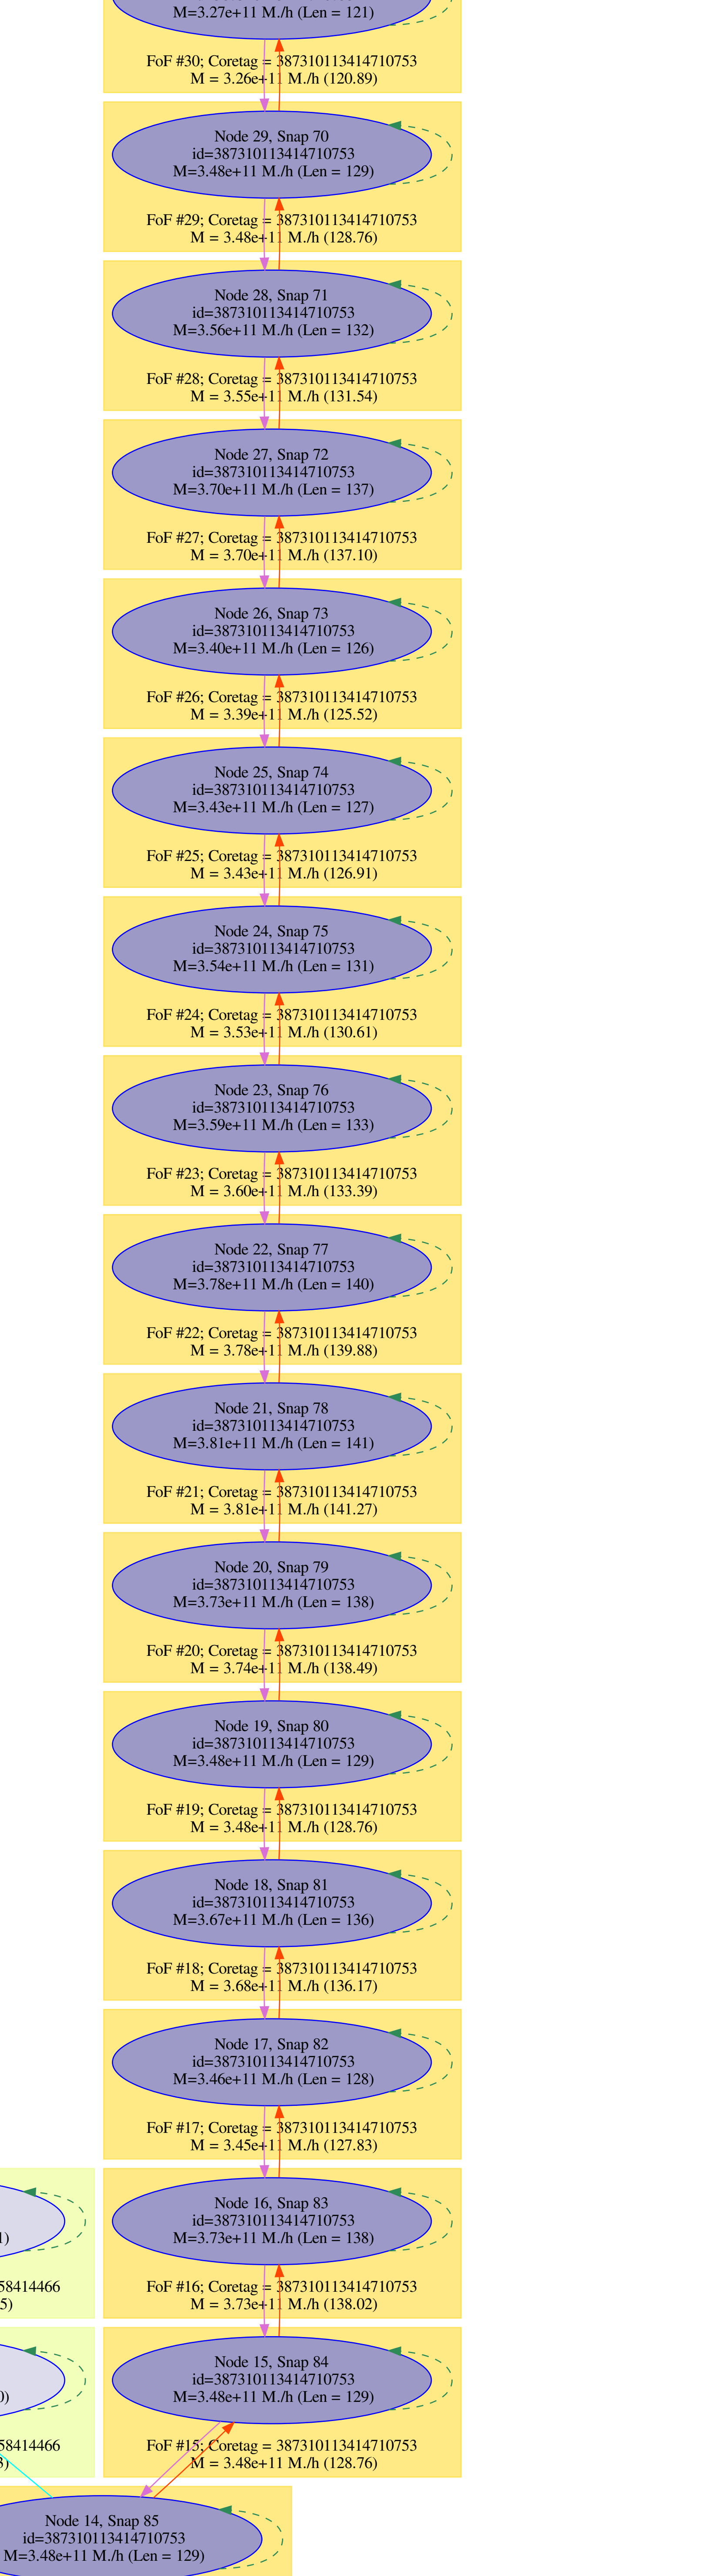 M=3.27e+11 M./h (Len = 121)
FoF #30; Coretag = 387310113414710753
M = 3.26e+11 M./h (120.89)
Node 29, Snap 70
id=387310113414710753
M=3.48e+11 M./h (Len = 129)
FoF #29; Coretag = 387310113414710753
M = 3.48e+11 M./h (128.76)
Node 28, Snap 71
id=387310113414710753
M=3.56e+11 M./h (Len = 132)
FoF #28; Coretag = 387310113414710753
M = 3.55e+11 M./h (131.54)
Node 27, Snap 72
id=387310113414710753
M=3.70e+11 M./h (Len = 137)
FoF #27; Coretag = 387310113414710753
M = 3.70e+11 M./h (137.10)
Node 26, Snap 73
id=387310113414710753
M=3.40e+11 M./h (Len = 126)
FoF #26; Coretag = 387310113414710753
M = 3.39e+11 M./h (125.52)
Node 25, Snap 74
id=387310113414710753
M=3.43e+11 M./h (Len = 127)
FoF #25; Coretag = 387310113414710753
M = 3.43e+11 M./h (126.91)
Node 24, Snap 75
id=387310113414710753
M=3.54e+11 M./h (Len = 131)
FoF #24; Coretag = 387310113414710753
M = 3.53e+11 M./h (130.61)
Node 23, Snap 76
id=387310113414710753
M=3.59e+11 M./h (Len = 133)
FoF #23; Coretag = 387310113414710753
M = 3.60e+11 M./h (133.39)
Node 22, Snap 77
id=387310113414710753
M=3.78e+11 M./h (Len = 140)
FoF #22; Coretag = 387310113414710753
M = 3.78e+11 M./h (139.88)
Node 21, Snap 78
id=387310113414710753
M=3.81e+11 M./h (Len = 141)
FoF #21; Coretag = 387310113414710753
M = 3.81e+11 M./h (141.27)
Node 20, Snap 79
id=387310113414710753
M=3.73e+11 M./h (Len = 138)
FoF #20; Coretag = 387310113414710753
M = 3.74e+11 M./h (138.49)
Node 19, Snap 80
id=387310113414710753
M=3.48e+11 M./h (Len = 129)
FoF #19; Coretag = 387310113414710753
M = 3.48e+11 M./h (128.76)
Node 18, Snap 81
id=387310113414710753
M=3.67e+11 M./h (Len = 136)
FoF #18; Coretag = 387310113414710753
M = 3.68e+11 M./h (136.17)
Node 17, Snap 82
id=387310113414710753
M=3.46e+11 M./h (Len = 128)
FoF #17; Coretag = 387310113414710753
M = 3.45e+11 M./h (127.83)
Node 16, Snap 83
id=387310113414710753
M=3.73e+11 M./h (Len = 138)
FoF #16; Coretag = 387310113414710753
M = 3.73e+11 M./h (138.02)
58414466
5)
Node 15, Snap 84
id=387310113414710753
M=3.48e+11 M./h (Len = 129)
FoF #15; Coretag = 387310113414710753
M = 3.48e+11 M./h (128.76)
58414466
Node 14, Snap 85
id=387310113414710753
M=3.48e+11 M./h (Len = 129)